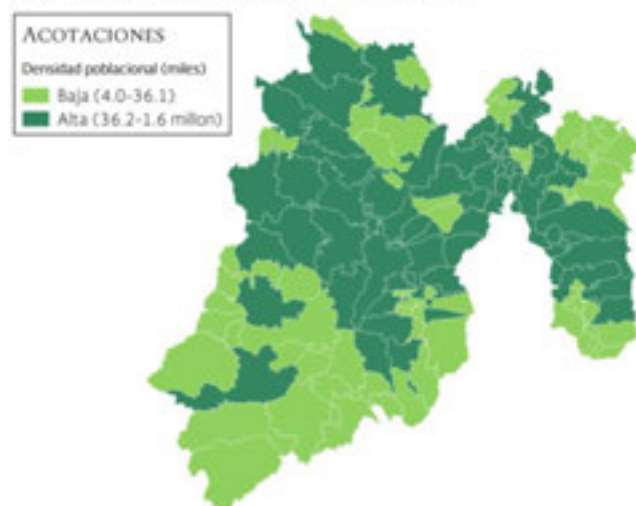 ACOTACIONES
Densidad poblacional (miles)
Baja (4.0-36.1)
Alta (36.2-1.6 millon)